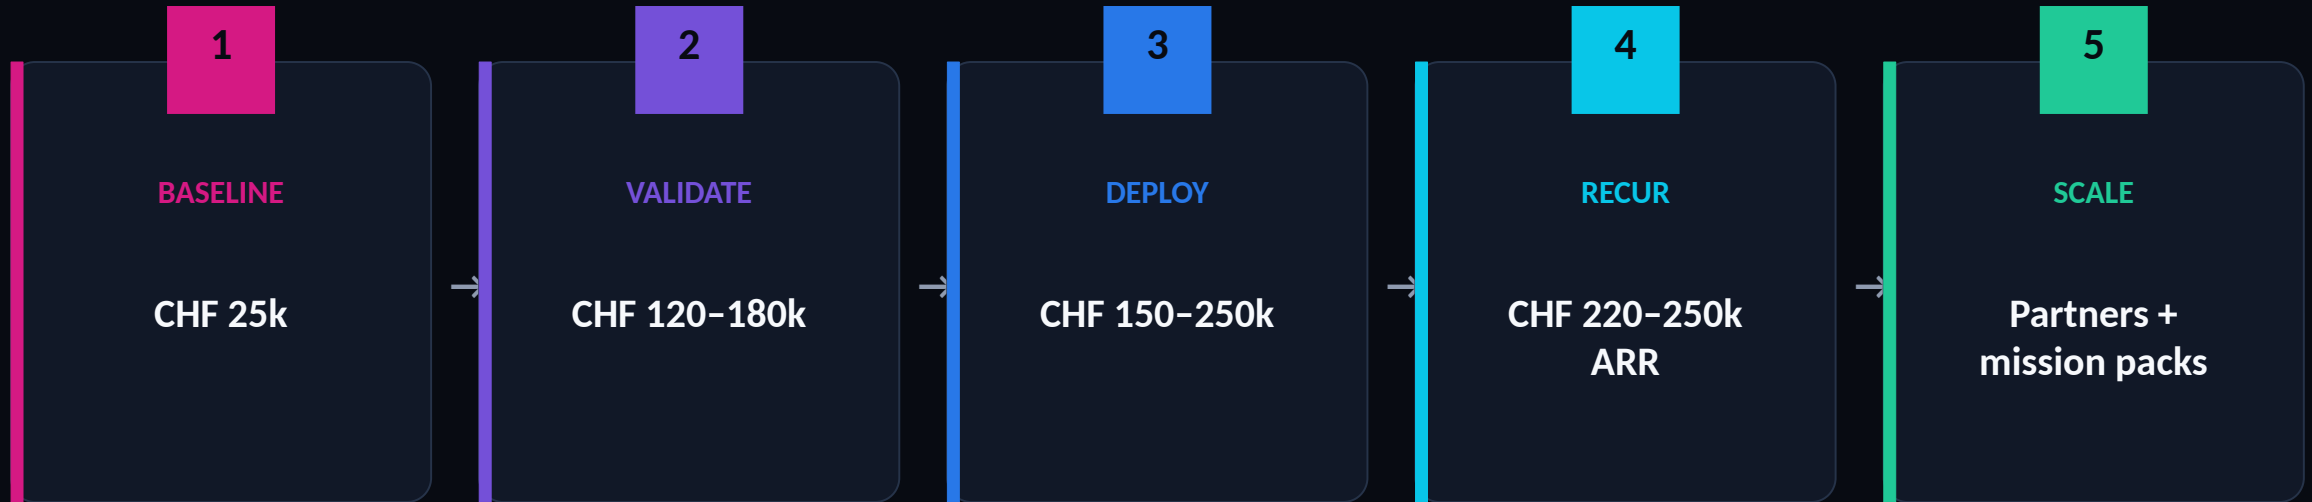 1
BASELINE
CHF 25k
→
2
VALIDATE
CHF 120–180k
→
3
DEPLOY
CHF 150–250k
→
4
RECUR
CHF 220–250k
ARR
→
5
SCALE
Partners +
mission packs